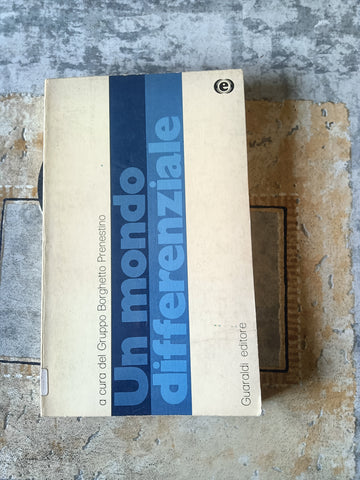 a cura del Gruppo Borghetto Prenestino
Un mondo
differenziale
Guaraldi editore
e